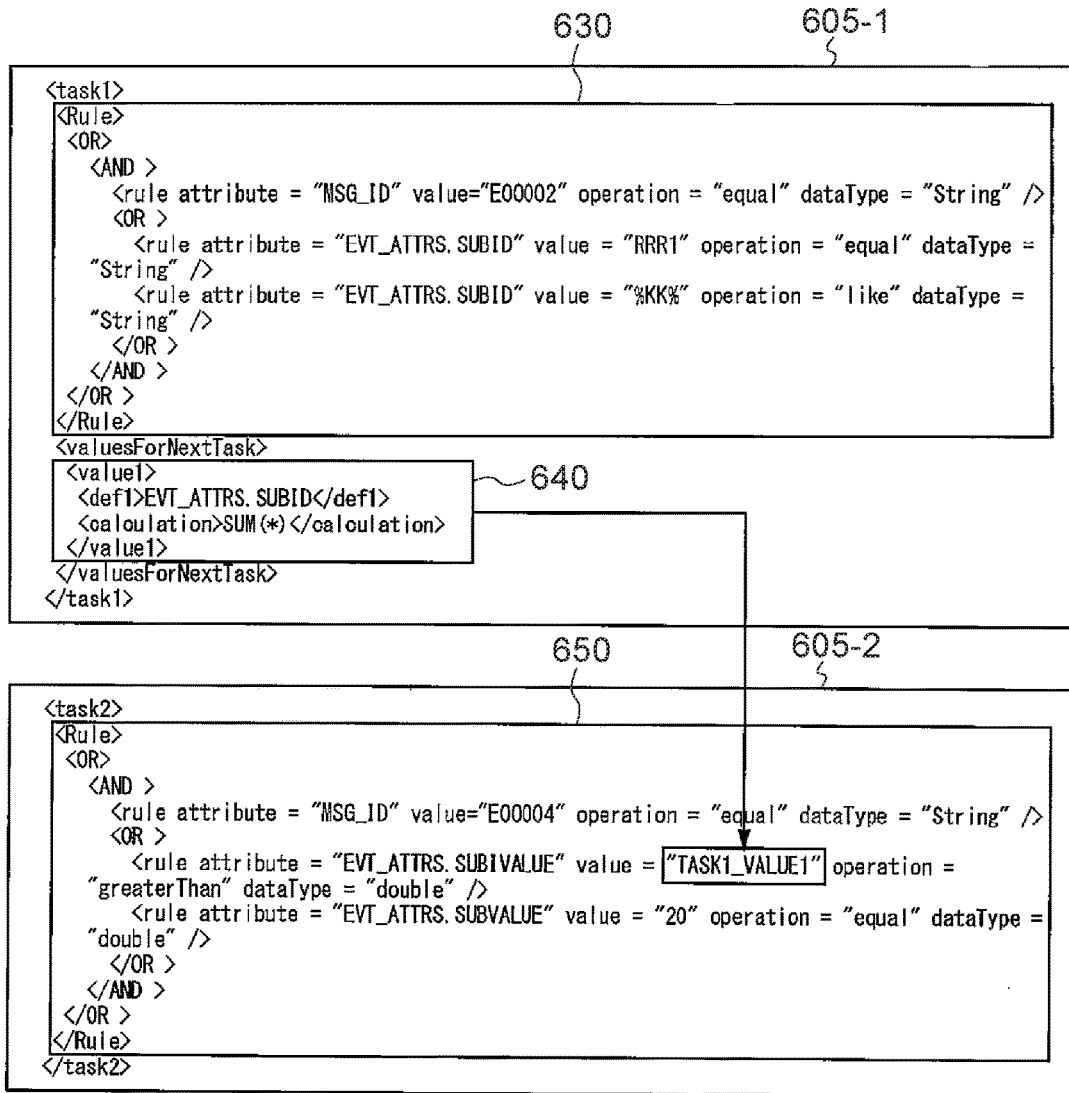 630 605-1
<task1>
<Rule>
<OR>
<AND >
<rule attribute = "MSG_ID" value="E00002" operation = "equal" dataType = "String" />
<OR >
<rule attribute = "EVT_ATTRS.SUBID" value = "RRR1" operation = "equal" dataType =
"String" />
<rule attribute = "EVT_ATTRS.SUBID" value = "%KK%" operation = "like" dataType =
"String" />
</OR >
</AND >
</OR >
</Rule>
<valuesForNextTask>
<value1>
640
<def1>EVT_ATTRS.SUBID</def1>
<calculation>SUM(*)</calculation>
</value1>
</valuesForNextTask>
</task1>
650 605-2
<task2>
<Rule>
<OR>
<AND >
<rule attribute = "MSG_ID" value="E00004" operation = "equal" dataType = "String" />
<OR >
<rule attribute = "EVT_ATTRS.SUBIVALUE" value = "TASK1_VALUE1" operation =
"greaterThan" dataType = "double" />
<rule attribute = "EVT_ATTRS.SUBVALUE" value = "20" operation = "equal" dataType =
"double" />
</OR >
</AND >
</OR >
</Rule>
</task2>